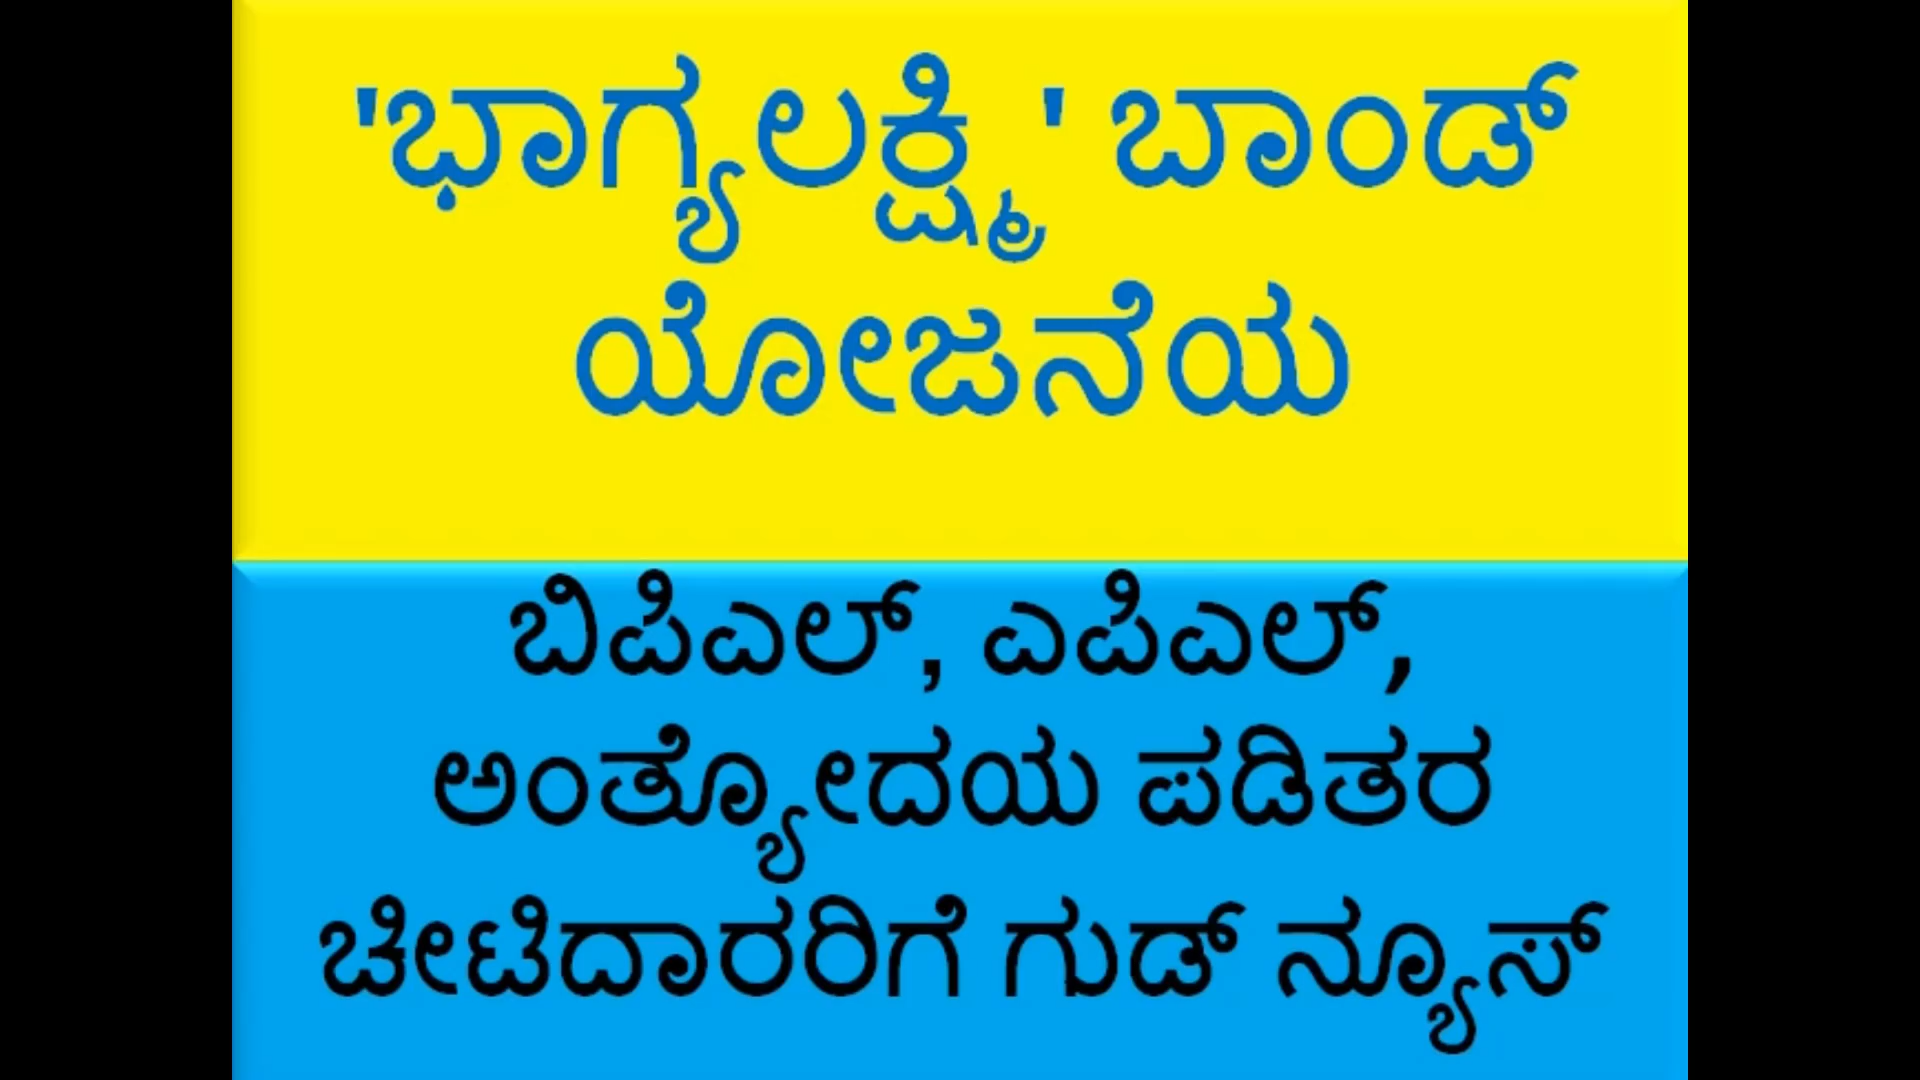 'ಭಾಗ್ಯಲಕ್ಷ್ಮಿ' ಬಾಂಡ್
ಯೋಜನೆಯ
ಬಿಪಿಎಲ್, ಎಪಿಎಲ್,
ಅಂತ್ಯೋದಯ ಪಡಿತರ
ಚೀಟಿದಾರರಿಗೆ ಗುಡ್ ನ್ಯೂಸ್